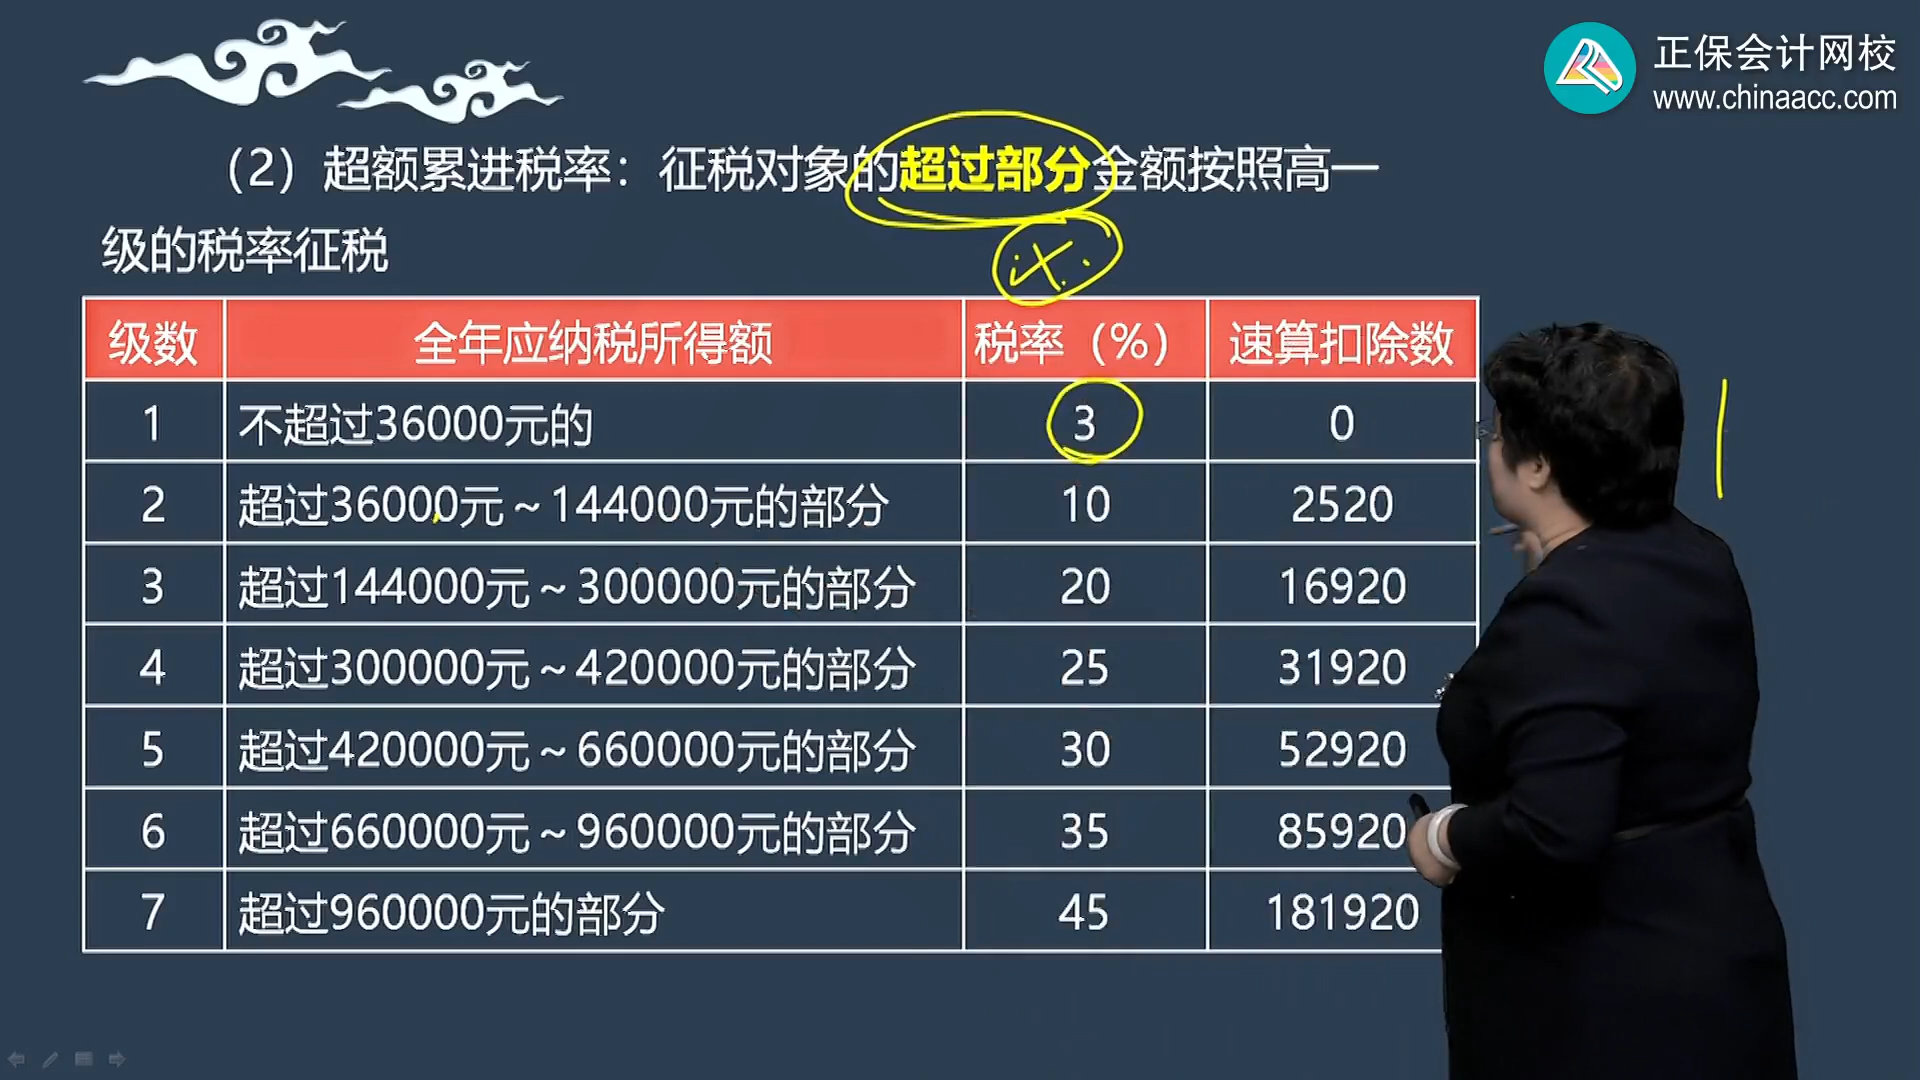 正保会计网校
www.chinaacc.com
（2）超额累进税率：征税对象的超过部分金额按照高一
级的税率征税
级数 全年应纳税所得额 税率（%） 速算扣除数
1 不超过36000元的 3 0
2 超过36000元～144000元的部分 10 2520
3 超过144000元～300000元的部分 20 16920
4 超过300000元～420000元的部分 25 31920
5 超过420000元～660000元的部分 30 52920
6 超过660000元～960000元的部分 35 85920
7 超过960000元的部分 45 181920